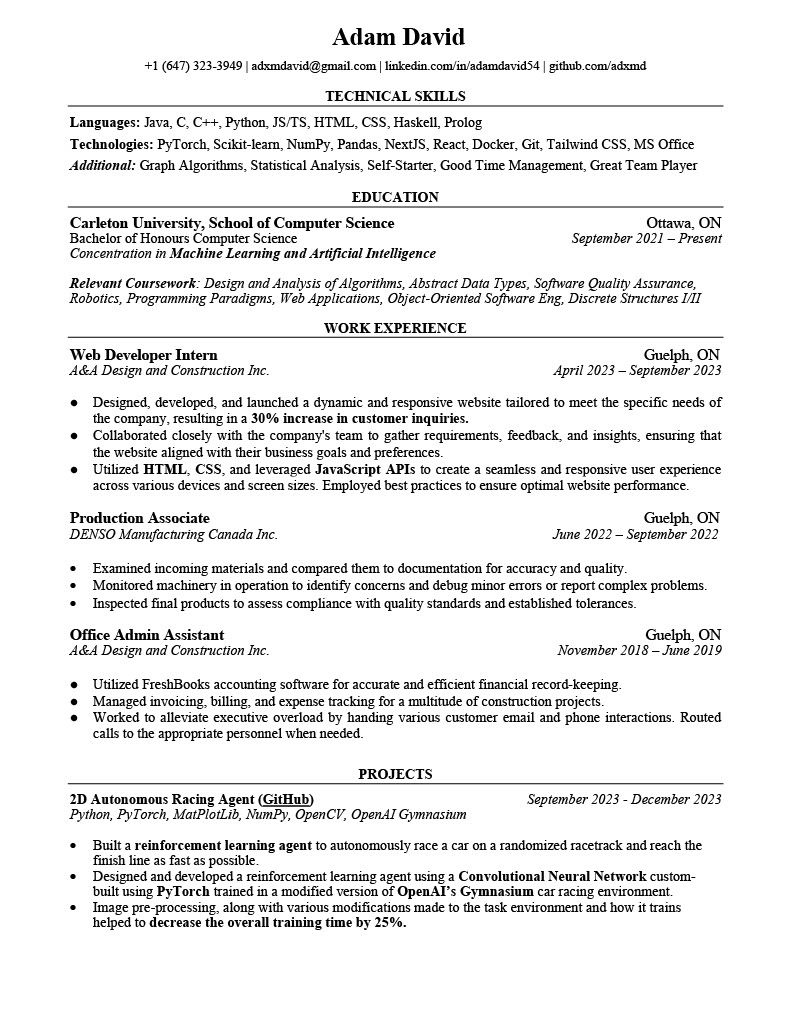 Adam David
+1 (647) 323-3949 | adxmdavid@gmail.com | linkedin.com/in/adamdavid54 | github.com/adxmd
TECHNICAL SKILLS
Languages: Java, C, C++, Python, JS/TS, HTML, CSS, Haskell, Prolog
Technologies: PyTorch, Scikit-learn, NumPy, Pandas, NextJS, React, Docker, Git, Tailwind CSS, MS Office
Additional: Graph Algorithms, Statistical Analysis, Self-Starter, Good Time Management, Great Team Player
EDUCATION
Carleton University, School of Computer Science Ottawa, ON
Bachelor of Honours Computer Science September 2021 – Present
Concentration in Machine Learning and Artificial Intelligence
Relevant Coursework: Design and Analysis of Algorithms, Abstract Data Types, Software Quality Assurance,
Robotics, Programming Paradigms, Web Applications, Object-Oriented Software Eng, Discrete Structures I/II
WORK EXPERIENCE
Web Developer Intern Guelph, ON
A&A Design and Construction Inc. April 2023 – September 2023
● Designed, developed, and launched a dynamic and responsive website tailored to meet the specific needs of
the company, resulting in a 30% increase in customer inquiries.
● Collaborated closely with the company's team to gather requirements, feedback, and insights, ensuring that
the website aligned with their business goals and preferences.
● Utilized HTML, CSS, and leveraged JavaScript APIs to create a seamless and responsive user experience
across various devices and screen sizes. Employed best practices to ensure optimal website performance.
Production Associate Guelph, ON
DENSO Manufacturing Canada Inc. June 2022 – September 2022
• Examined incoming materials and compared them to documentation for accuracy and quality.
• Monitored machinery in operation to identify concerns and debug minor errors or report complex problems.
• Inspected final products to assess compliance with quality standards and established tolerances.
Office Admin Assistant Guelph, ON
A&A Design and Construction Inc. November 2018 – June 2019
● Utilized FreshBooks accounting software for accurate and efficient financial record-keeping.
● Managed invoicing, billing, and expense tracking for a multitude of construction projects.
● Worked to alleviate executive overload by handing various customer email and phone interactions. Routed
calls to the appropriate personnel when needed.
PROJECTS
2D Autonomous Racing Agent (GitHub) September 2023 - December 2023
Python, PyTorch, MatPlotLib, NumPy, OpenCV, OpenAI Gymnasium
• Built a reinforcement learning agent to autonomously race a car on a randomized racetrack and reach the
finish line as fast as possible.
• Designed and developed a reinforcement learning agent using a Convolutional Neural Network custom-
built using PyTorch trained in a modified version of OpenAI's Gymnasium car racing environment.
• Image pre-processing, along with various modifications made to the task environment and how it trains
helped to decrease the overall training time by 25%.